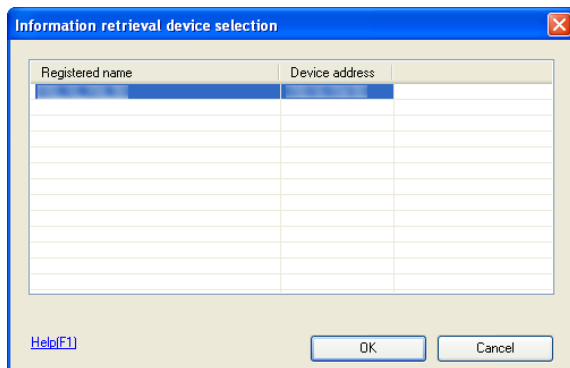 Information retrieval device selection
Registered name Device address
Help(F1)
OK Cancel